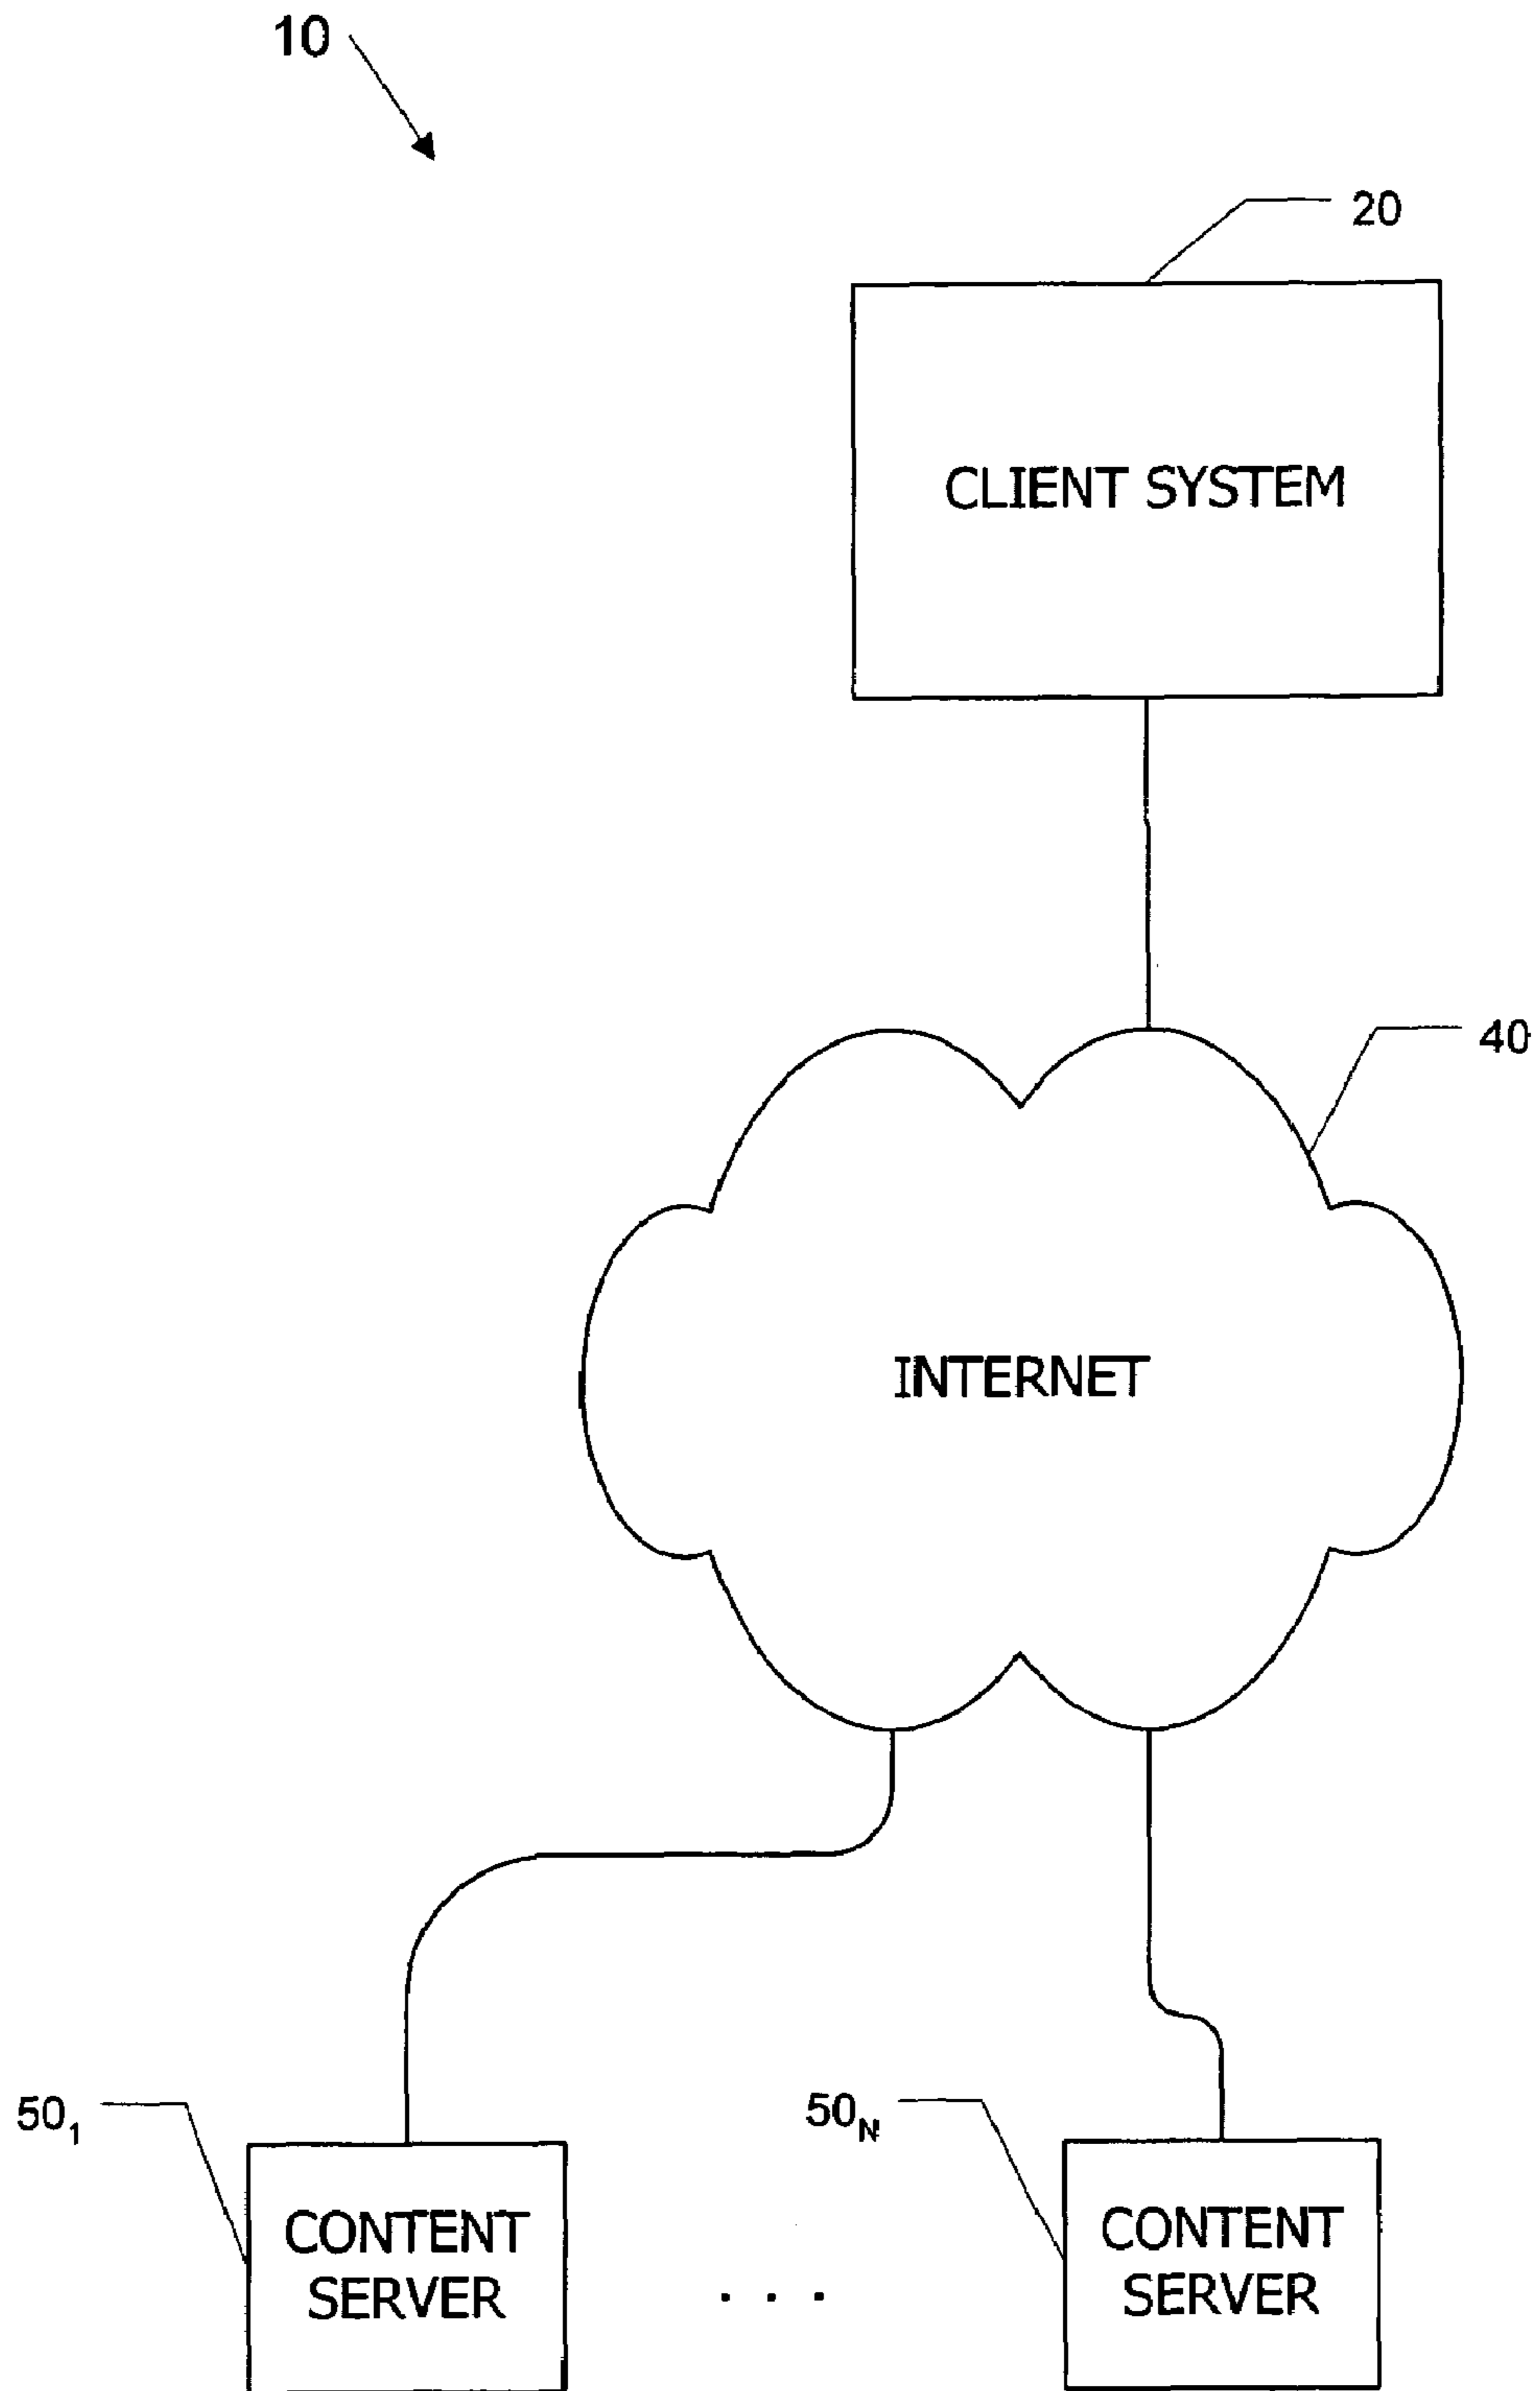 10
20
CLIENT SYSTEM
40
INTERNET
50₁
50ₙ
CONTENT
SERVER
. . .
CONTENT
SERVER